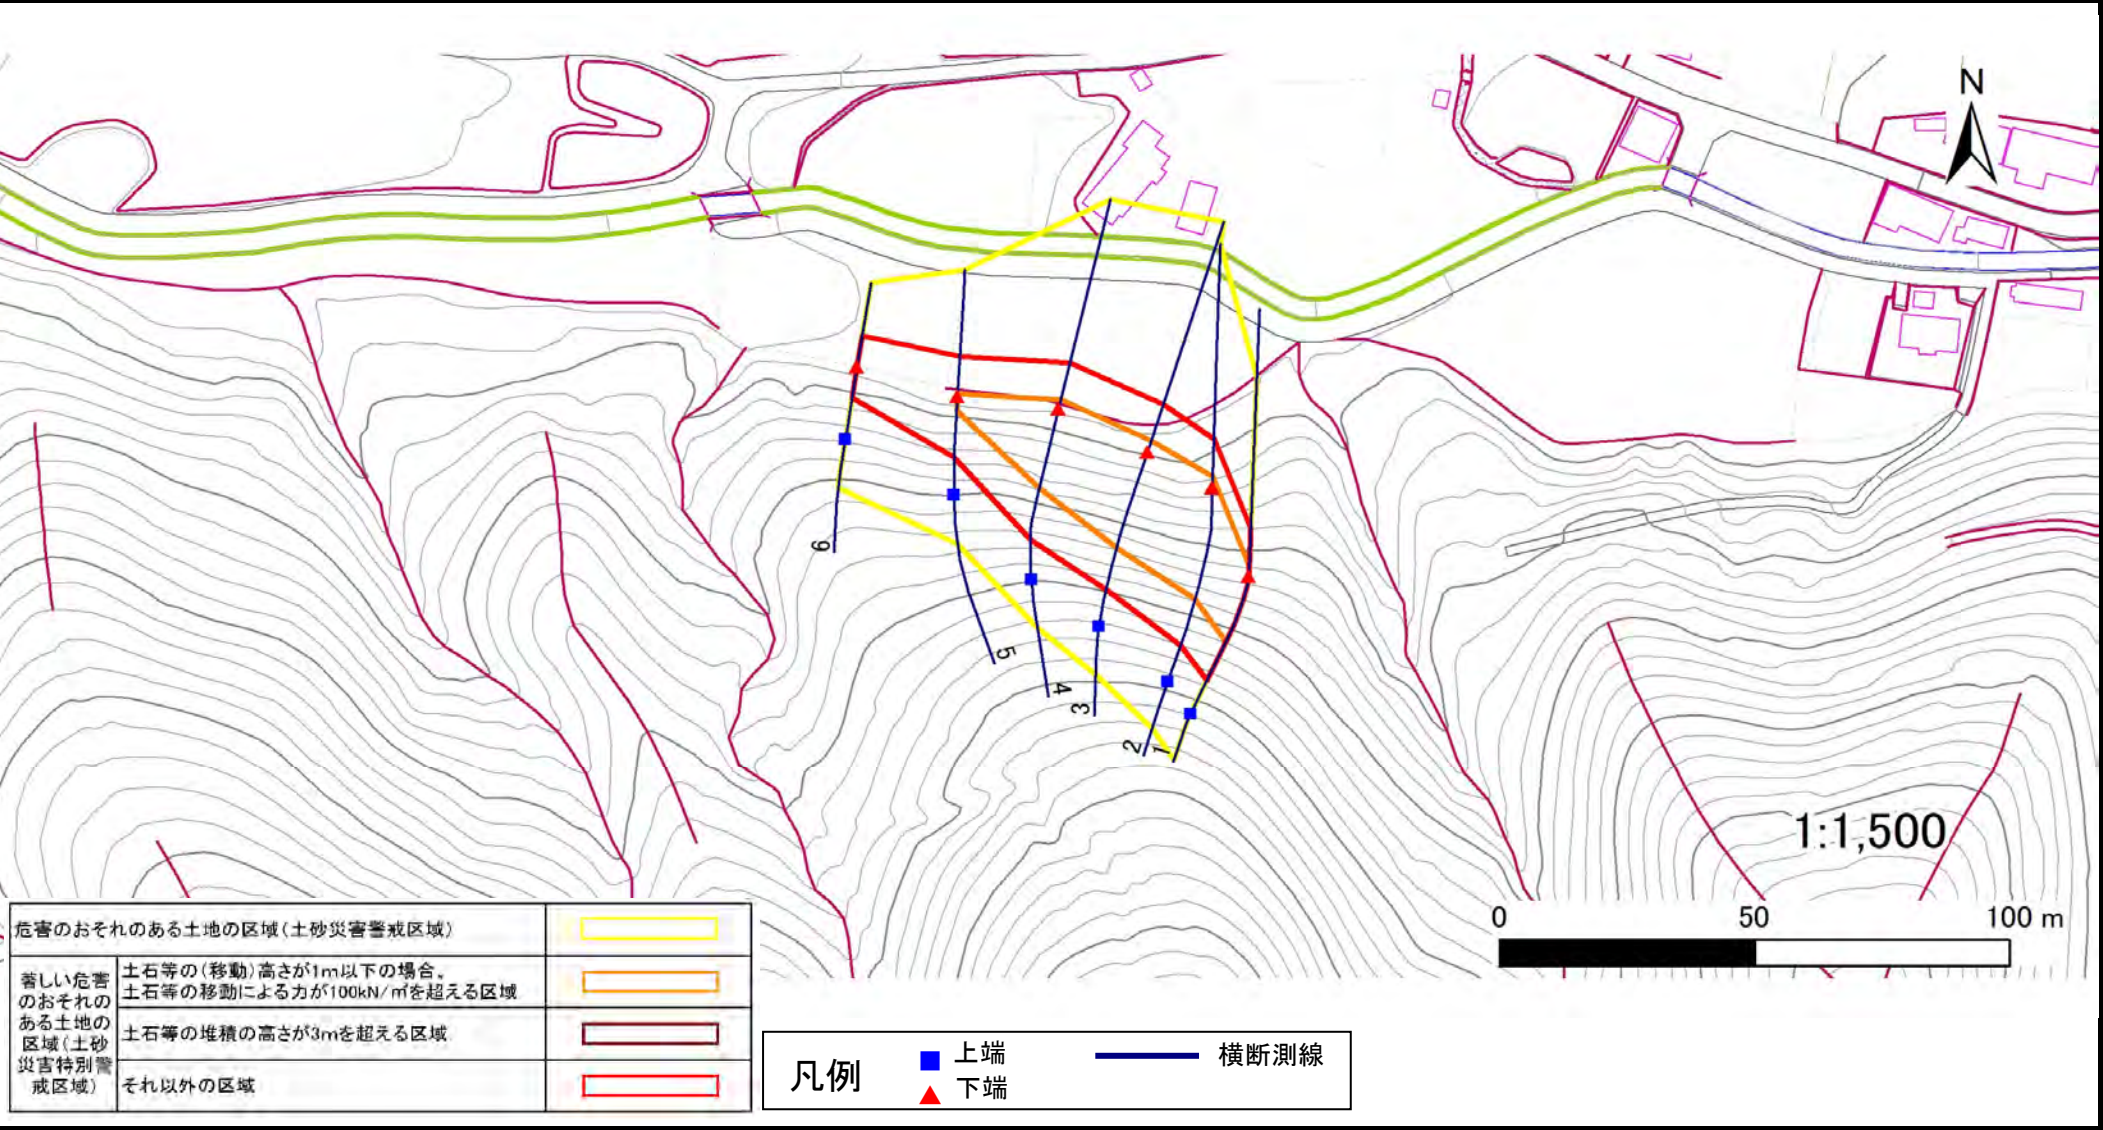 N
6
5
4
3
2
1
1:1,500
0 50 100 m
危害のおそれのある土地の区域(土砂災害警戒区域)
著しい危害
のおそれの
ある土地の
区域(土砂
災害特別警
戒区域)
土石等の(移動)高さが1m以下の場合、
土石等の移動による力が100kN/㎡を超える区域
土石等の堆積の高さが3mを超える区域
それ以外の区域
凡例
上端
下端
横断測線